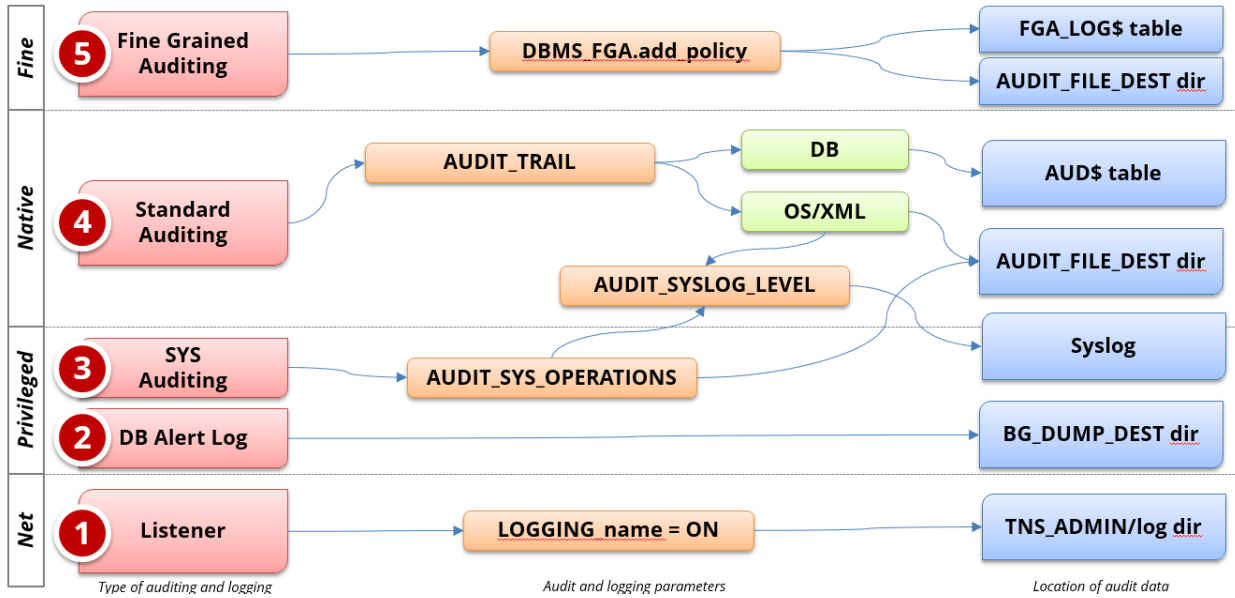 Fine
5
Fine Grained
Auditing
DBMS_FGA.add_policy
FGA_LOG$ table
AUDIT_FILE_DEST dir
Native
4
Standard
Auditing
AUDIT_TRAIL
DB
OS/XML
AUDIT_SYSLOG_LEVEL
AUD$ table
AUDIT_FILE_DEST dir
Syslog
Privileged
3
SYS
Auditing
AUDIT_SYS_OPERATIONS
2
DB Alert Log
BG_DUMP_DEST dir
Net
1
Listener
LOGGING_name = ON
TNS_ADMIN/log dir
Type of auditing and logging
Audit and logging parameters
Location of audit data